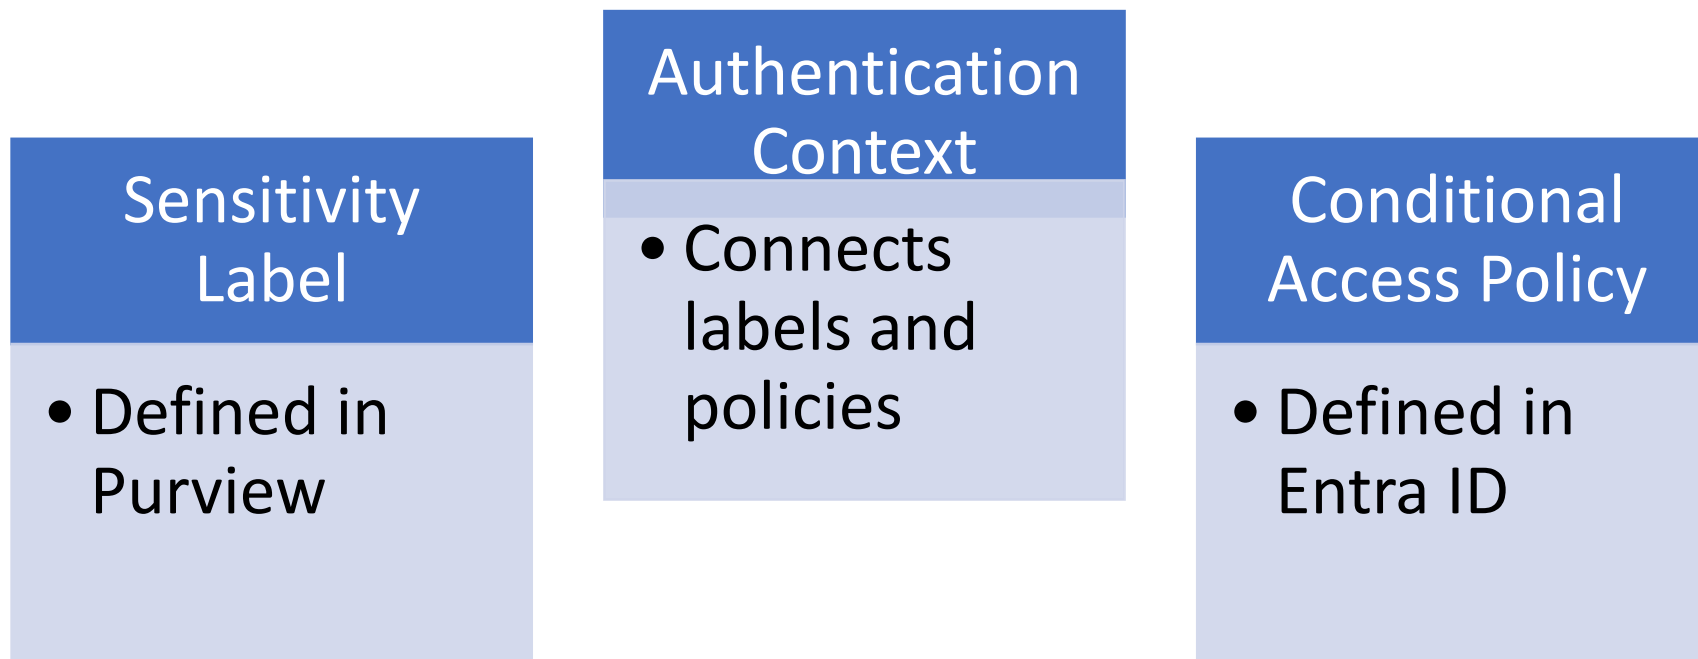 Sensitivity
Label
• Defined in
Purview
Authentication
Context
• Connects
labels and
policies
Conditional
Access Policy
• Defined in
Entra ID